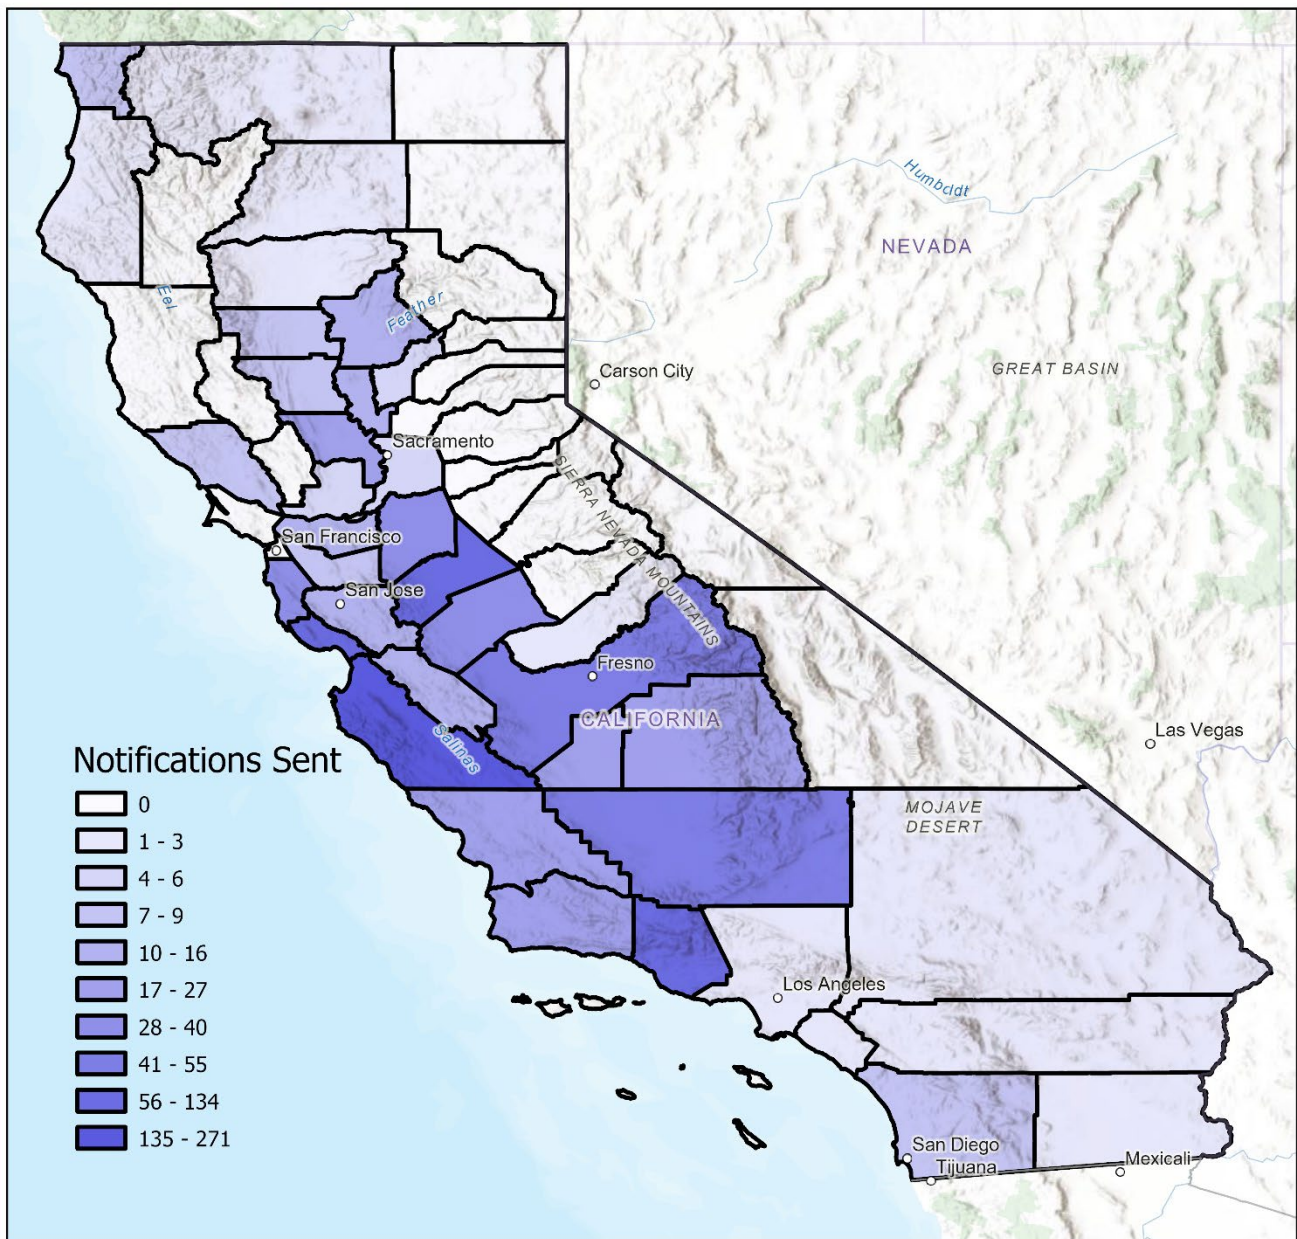 Humbcldt
NEVADA
Eel
Feather
Carson City
GREAT BASIN
Sacramento
SIERRA NEVADA MOUNTAINS
San Francisco
San Jose
Fresno
CALIFORNIA
Salinas
Las Vegas
MOJAVE
DESERT
Notifications Sent
0
1 - 3
4 - 6
7 - 9
10 - 16
17 - 27
28 - 40
41 - 55
56 - 134
135 - 271
Los Angeles
San Diego
Tijuana
Mexicali